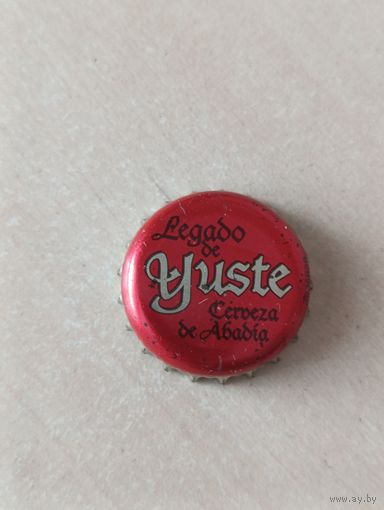 Legado
de
Yuste
Cerveza
de Abadía
www.ay.by